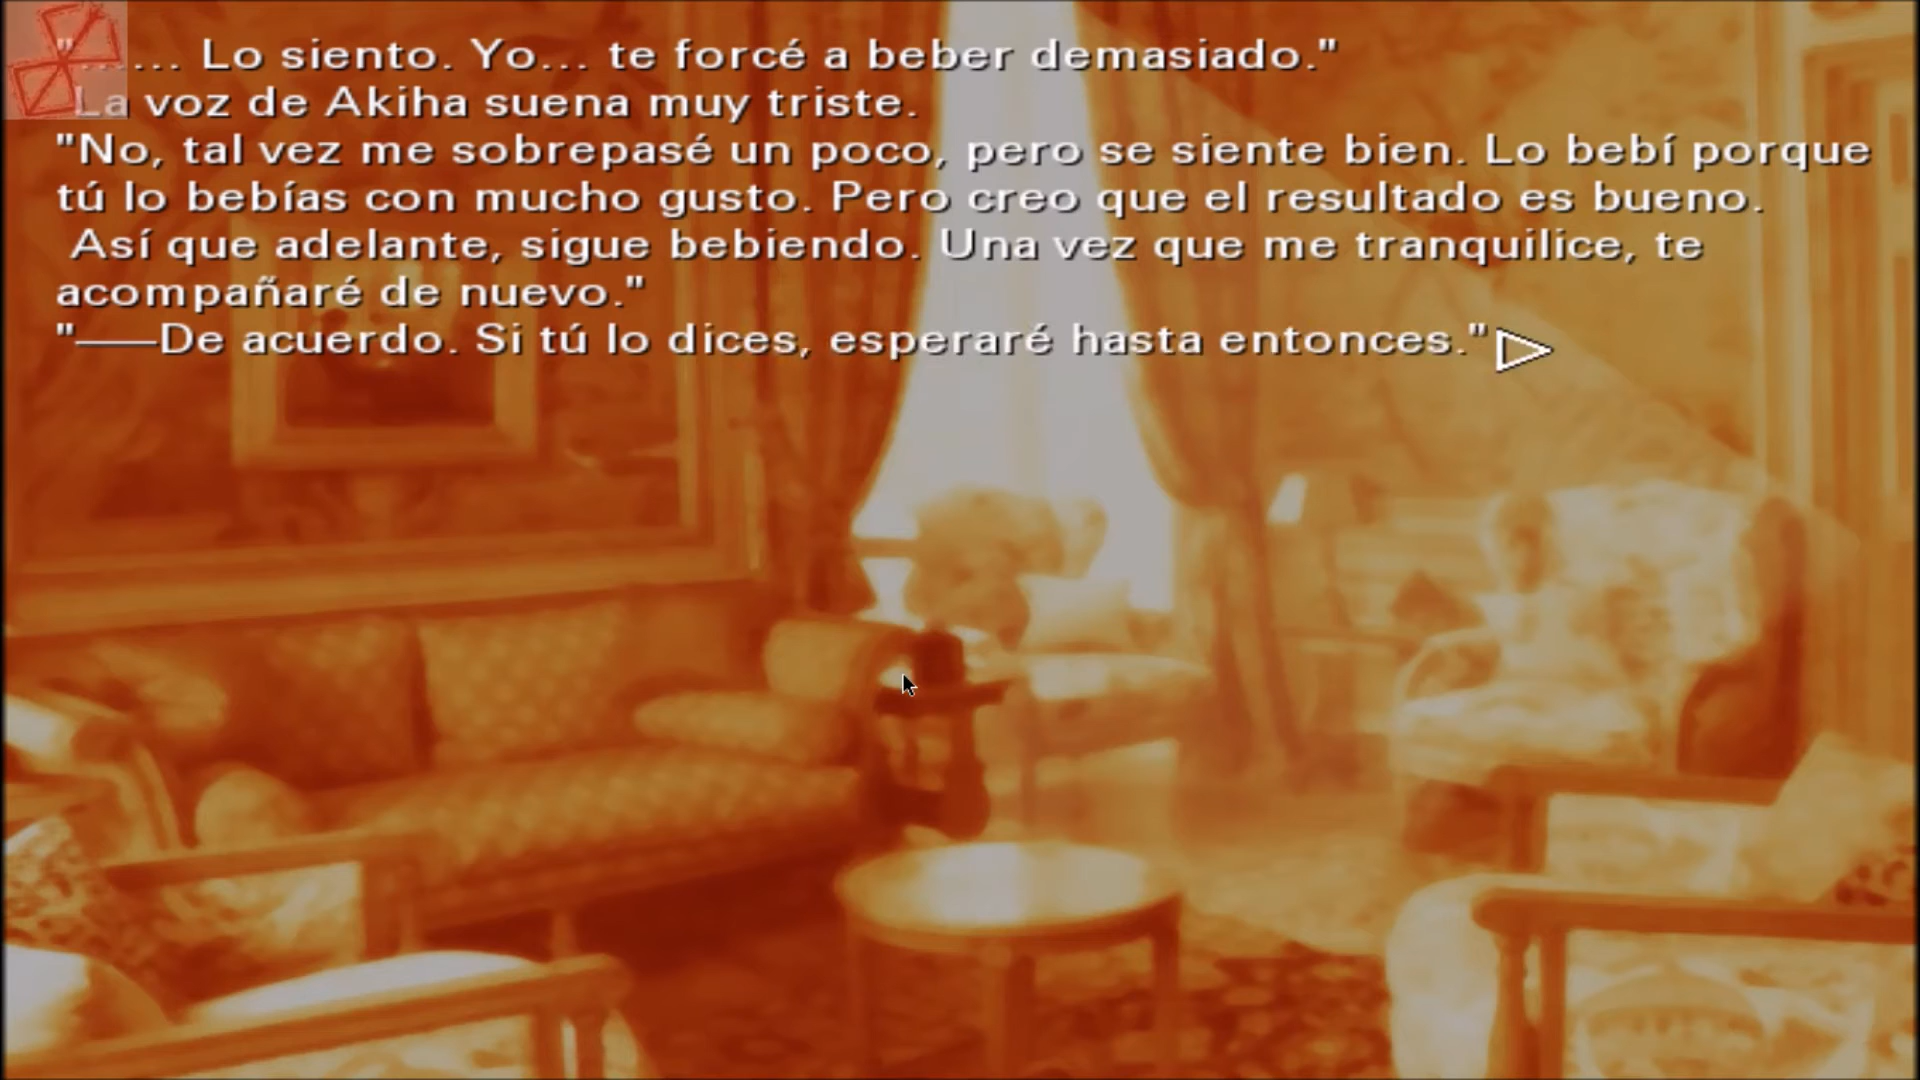 "...... Lo siento. Yo... te forcé a beber demasiado."
La voz de Akiha suena muy triste.
"No, tal vez me sobrepasé un poco, pero se siente bien. Lo bebí porque
tú lo bebías con mucho gusto. Pero creo que el resultado es bueno.
Así que adelante, sigue bebiendo. Una vez que me tranquilice, te
acompañaré de nuevo."
"——De acuerdo. Si tú lo dices, esperaré hasta entonces."